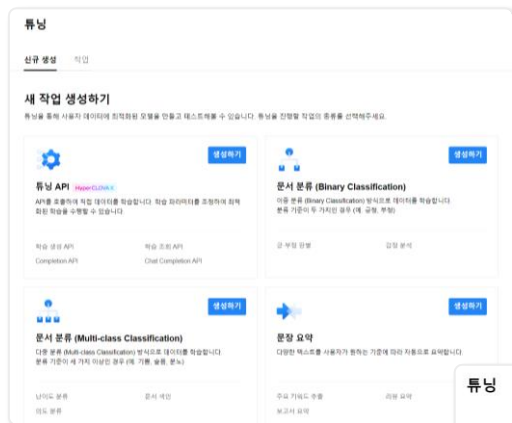 튜닝
신규 생성 작업
새 작업 생성하기
튜닝을 통해 사용자 데이터에 최적화된 모델을 만들고 테스트해볼 수 있습니다. 튜닝을 진행할 작업의 종류를 선택해주세요.
생성하기
튜닝 API HyperCLOVA X
API를 호출하여 직접 데이터를 학습합니다. 학습 파라미터를 조정하여 최적
화된 학습을 수행할 수 있습니다.
학습 생성 API 학습 조회 API
Completion API Chat Completion API
생성하기
문서 분류 (Binary Classification)
이중 분류 (Binary Classification) 방식으로 데이터를 학습합니다.
분류 기준이 두 가지인 경우 (예. 긍정, 부정)
긍·부정 판별 감정 분석
생성하기
문서 분류 (Multi-class Classification)
다중 분류 (Multi-class Classification) 방식으로 데이터를 학습합니다.
분류 기준이 세 가지 이상인 경우 (예. 기쁨, 슬픔, 분노)
난이도 분류 문서 색인
의도 분류
생성하기
문장 요약
다양한 텍스트를 사용자가 원하는 기준에 따라 자동으로 요약합니다.
주요 키워드 추출 리뷰 요약
보고서 요약
튜닝